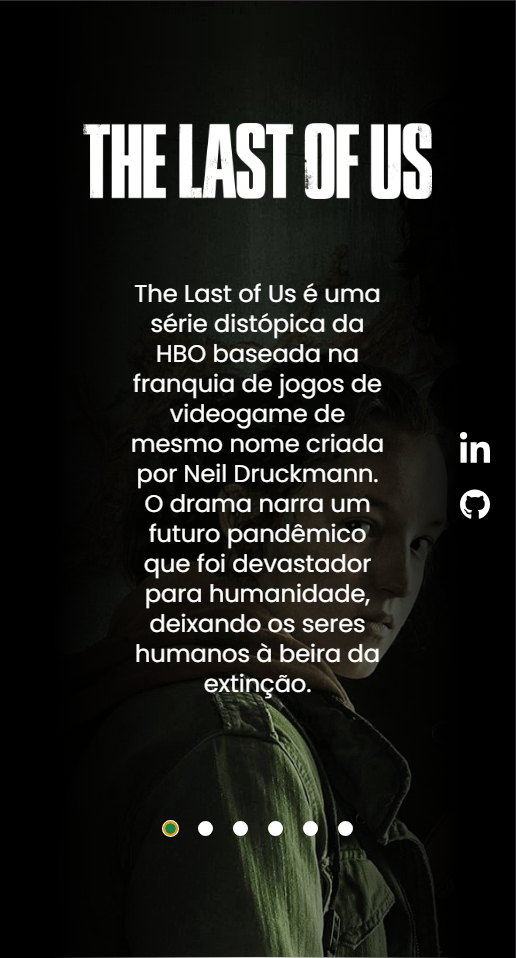 THE LAST OF US
The Last of Us é uma
série distópica da
HBO baseada na
franquia de jogos de
videogame de
mesmo nome criada
por Neil Druckmann.
O drama narra um
futuro pandêmico
que foi devastador
para humanidade,
deixando os seres
humanos à beira da
extinção.
in